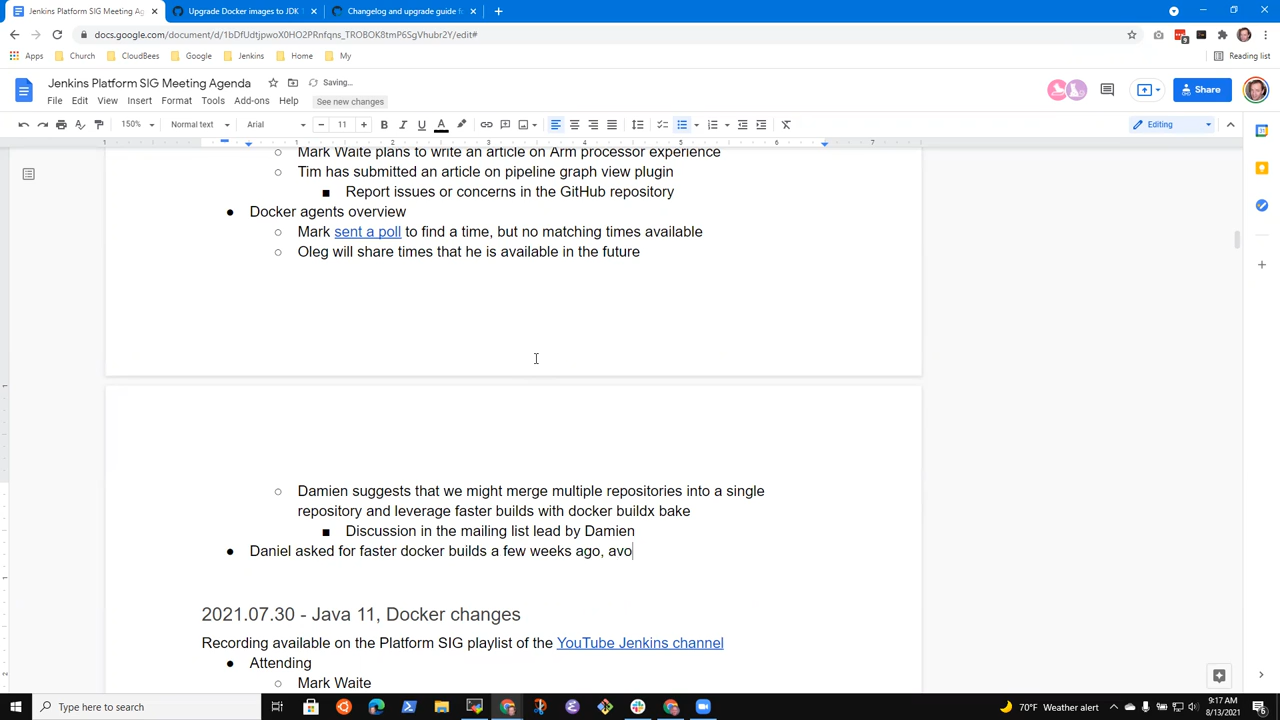 Jenkins Platform SIG Meeting Ag
Upgrade Docker images to JDK
Changelog and upgrade guide f
docs.google.com/document/d/1bDfUdtjpwoX0HO2PRnfqns_TROBOK8tmP6SgVhubr2Y/edit#
Apps Church CloudBees Google Jenkins Home My Reading list
Jenkins Platform SIG Meeting Agenda Saving...
File Edit View Insert Format Tools Add-ons Help See new changes
Share
150% Normal text Arial 11 Editing
1 1 2 3 4 5 6 7
Mark Waite plans to write an article on Arm processor experience
Tim has submitted an article on pipeline graph view plugin
Report issues or concerns in the GitHub repository
Docker agents overview
Mark sent a poll to find a time, but no matching times available
Oleg will share times that he is available in the future
Damien suggests that we might merge multiple repositories into a single
repository and leverage faster builds with docker buildx bake
Discussion in the mailing list lead by Damien
Daniel asked for faster docker builds a few weeks ago, avo
2021.07.30 - Java 11, Docker changes
Recording available on the Platform SIG playlist of the YouTube Jenkins channel
Attending
Mark Waite
Type here to search
70°F Weather alert
9:17 AM
8/13/2021